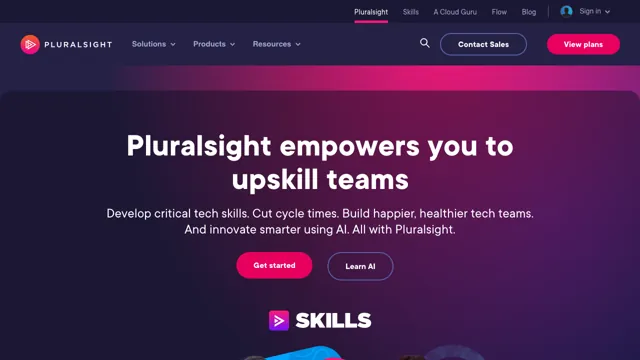 Pluralsight
Skills
A Cloud Guru
Flow
Blog
Sign in
PLURALSIGHT
Solutions
Products
Resources
Contact Sales
View plans
Pluralsight empowers you to
upskill teams
Develop critical tech skills. Cut cycle times. Build happier, healthier tech teams.
And innovate smarter using AI. All with Pluralsight.
Get started
Learn AI
SKILLS